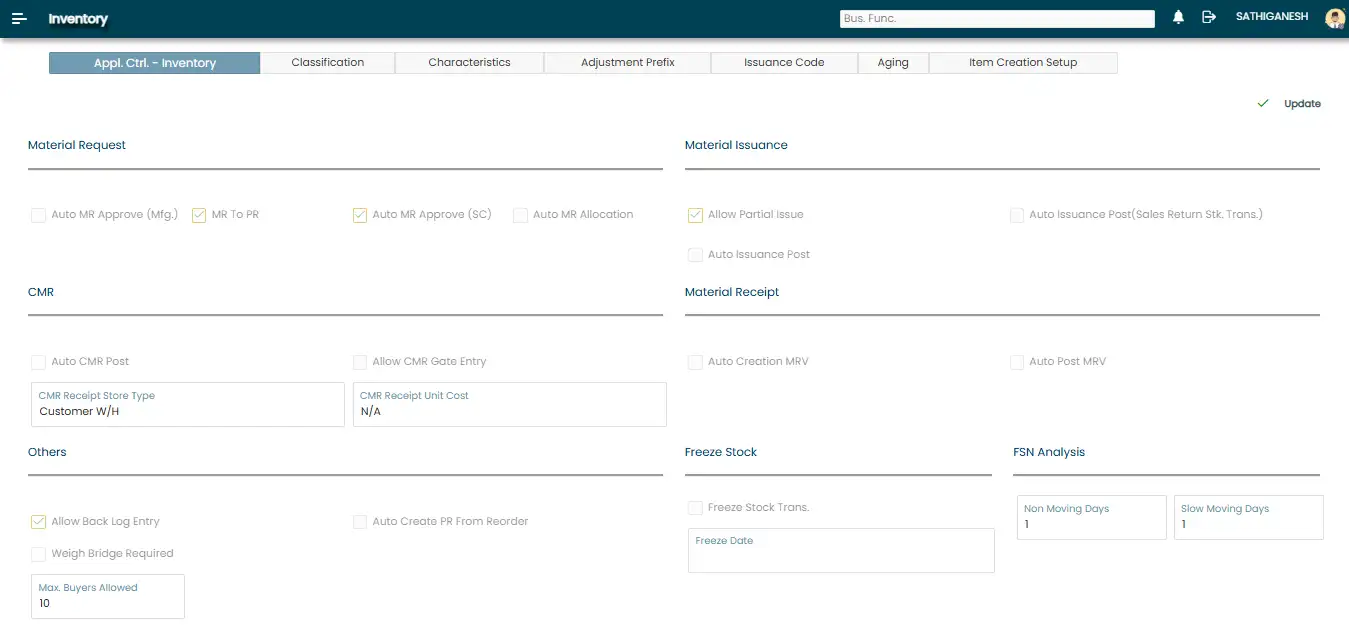 Inventory
Bus. Func.
SATHIGANESH
Appl. Ctrl. - Inventory Classification Characteristics Adjustment Prefix Issuance Code Aging Item Creation Setup
Update
Material Request
Auto MR Approve (Mfg.) MR To PR Auto MR Approve (SC) Auto MR Allocation
Material Issuance
Allow Partial Issue Auto Issuance Post(Sales Return Stk. Trans.)
Auto Issuance Post
CMR
Auto CMR Post Allow CMR Gate Entry
CMR Receipt Store Type
Customer W/H
CMR Receipt Unit Cost
N/A
Material Receipt
Auto Creation MRV Auto Post MRV
Others
Allow Back Log Entry Auto Create PR From Reorder
Weigh Bridge Required
Max. Buyers Allowed
10
Freeze Stock
Freeze Stock Trans.
Freeze Date
FSN Analysis
Non Moving Days
1
Slow Moving Days
1